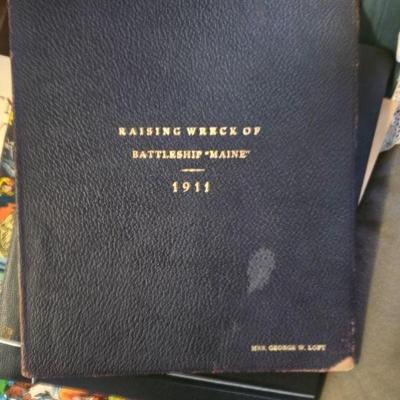 RAISING WRECK OF
BATTLESHIP "MAINE"
1911
MRS. GEORGE W. LOFT